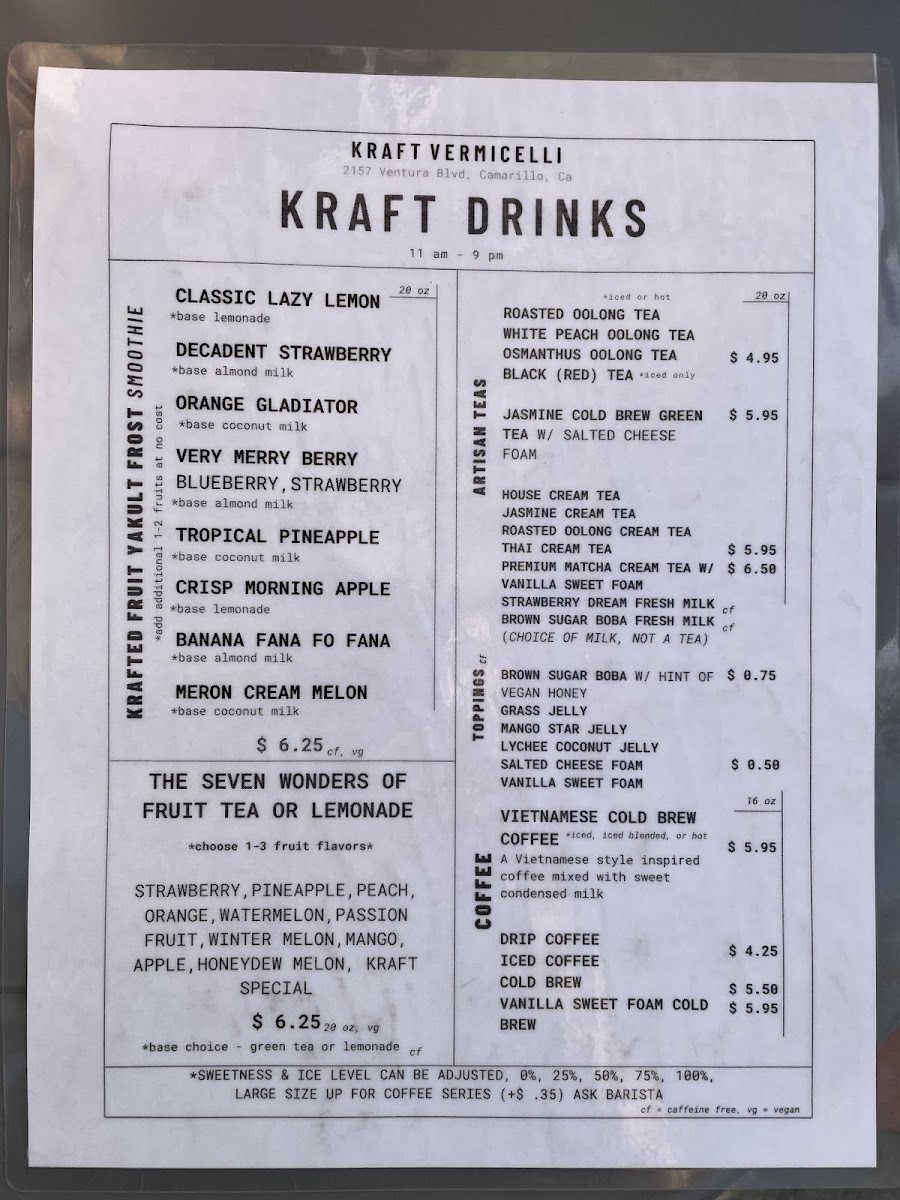 KRAFT VERMICELLI
2157 Ventura Blvd, Camarillo, Ca
KRAFT DRINKS
11 am - 9 pm
KRAFTED FRUIT YAKULT FROST SMOOTHIE
*add additional 1-2 fruits at no cost
20 oz
CLASSIC LAZY LEMON
*base lemonade
DECADENT STRAWBERRY
*base almond milk
ORANGE GLADIATOR
*base coconut milk
VERY MERRY BERRY
BLUEBERRY, STRAWBERRY
*base almond milk
TROPICAL PINEAPPLE
*base coconut milk
CRISP MORNING APPLE
*base lemonade
BANANA FANA FO FANA
*base almond milk
MERON CREAM MELON
*base coconut milk
$ 6.25 cf, vg
THE SEVEN WONDERS OF
FRUIT TEA OR LEMONADE
*choose 1-3 fruit flavors*
STRAWBERRY, PINEAPPLE, PEACH,
ORANGE, WATERMELON, PASSION
FRUIT, WINTER MELON, MANGO,
APPLE, HONEYDEW MELON, KRAFT
SPECIAL
$ 6.25 20 oz, vg
*base choice - green tea or lemonade cf
ARTISAN TEAS
*iced or hot 20 oz
ROASTED OOLONG TEA
WHITE PEACH OOLONG TEA
OSMANTHUS OOLONG TEA $ 4.95
BLACK (RED) TEA *iced only
JASMINE COLD BREW GREEN $ 5.95
TEA W/ SALTED CHEESE
FOAM
HOUSE CREAM TEA
JASMINE CREAM TEA
ROASTED OOLONG CREAM TEA
THAI CREAM TEA $ 5.95
PREMIUM MATCHA CREAM TEA W/ $ 6.50
VANILLA SWEET FOAM
STRAWBERRY DREAM FRESH MILK cf
BROWN SUGAR BOBA FRESH MILK cf
(CHOICE OF MILK, NOT A TEA)
TOPPINGS cf
BROWN SUGAR BOBA W/ HINT OF $ 0.75
VEGAN HONEY
GRASS JELLY
MANGO STAR JELLY
LYCHEE COCONUT JELLY
SALTED CHEESE FOAM $ 0.50
VANILLA SWEET FOAM
COFFEE
16 oz
VIETNAMESE COLD BREW
COFFEE *iced, iced blended, or hot $ 5.95
A Vietnamese style inspired
coffee mixed with sweet
condensed milk
DRIP COFFEE
ICED COFFEE $ 4.25
COLD BREW $ 5.50
VANILLA SWEET FOAM COLD $ 5.95
BREW
*SWEETNESS & ICE LEVEL CAN BE ADJUSTED, 0%, 25%, 50%, 75%, 100%,
LARGE SIZE UP FOR COFFEE SERIES (+$ .35) ASK BARISTA
cf = caffeine free, vg = vegan